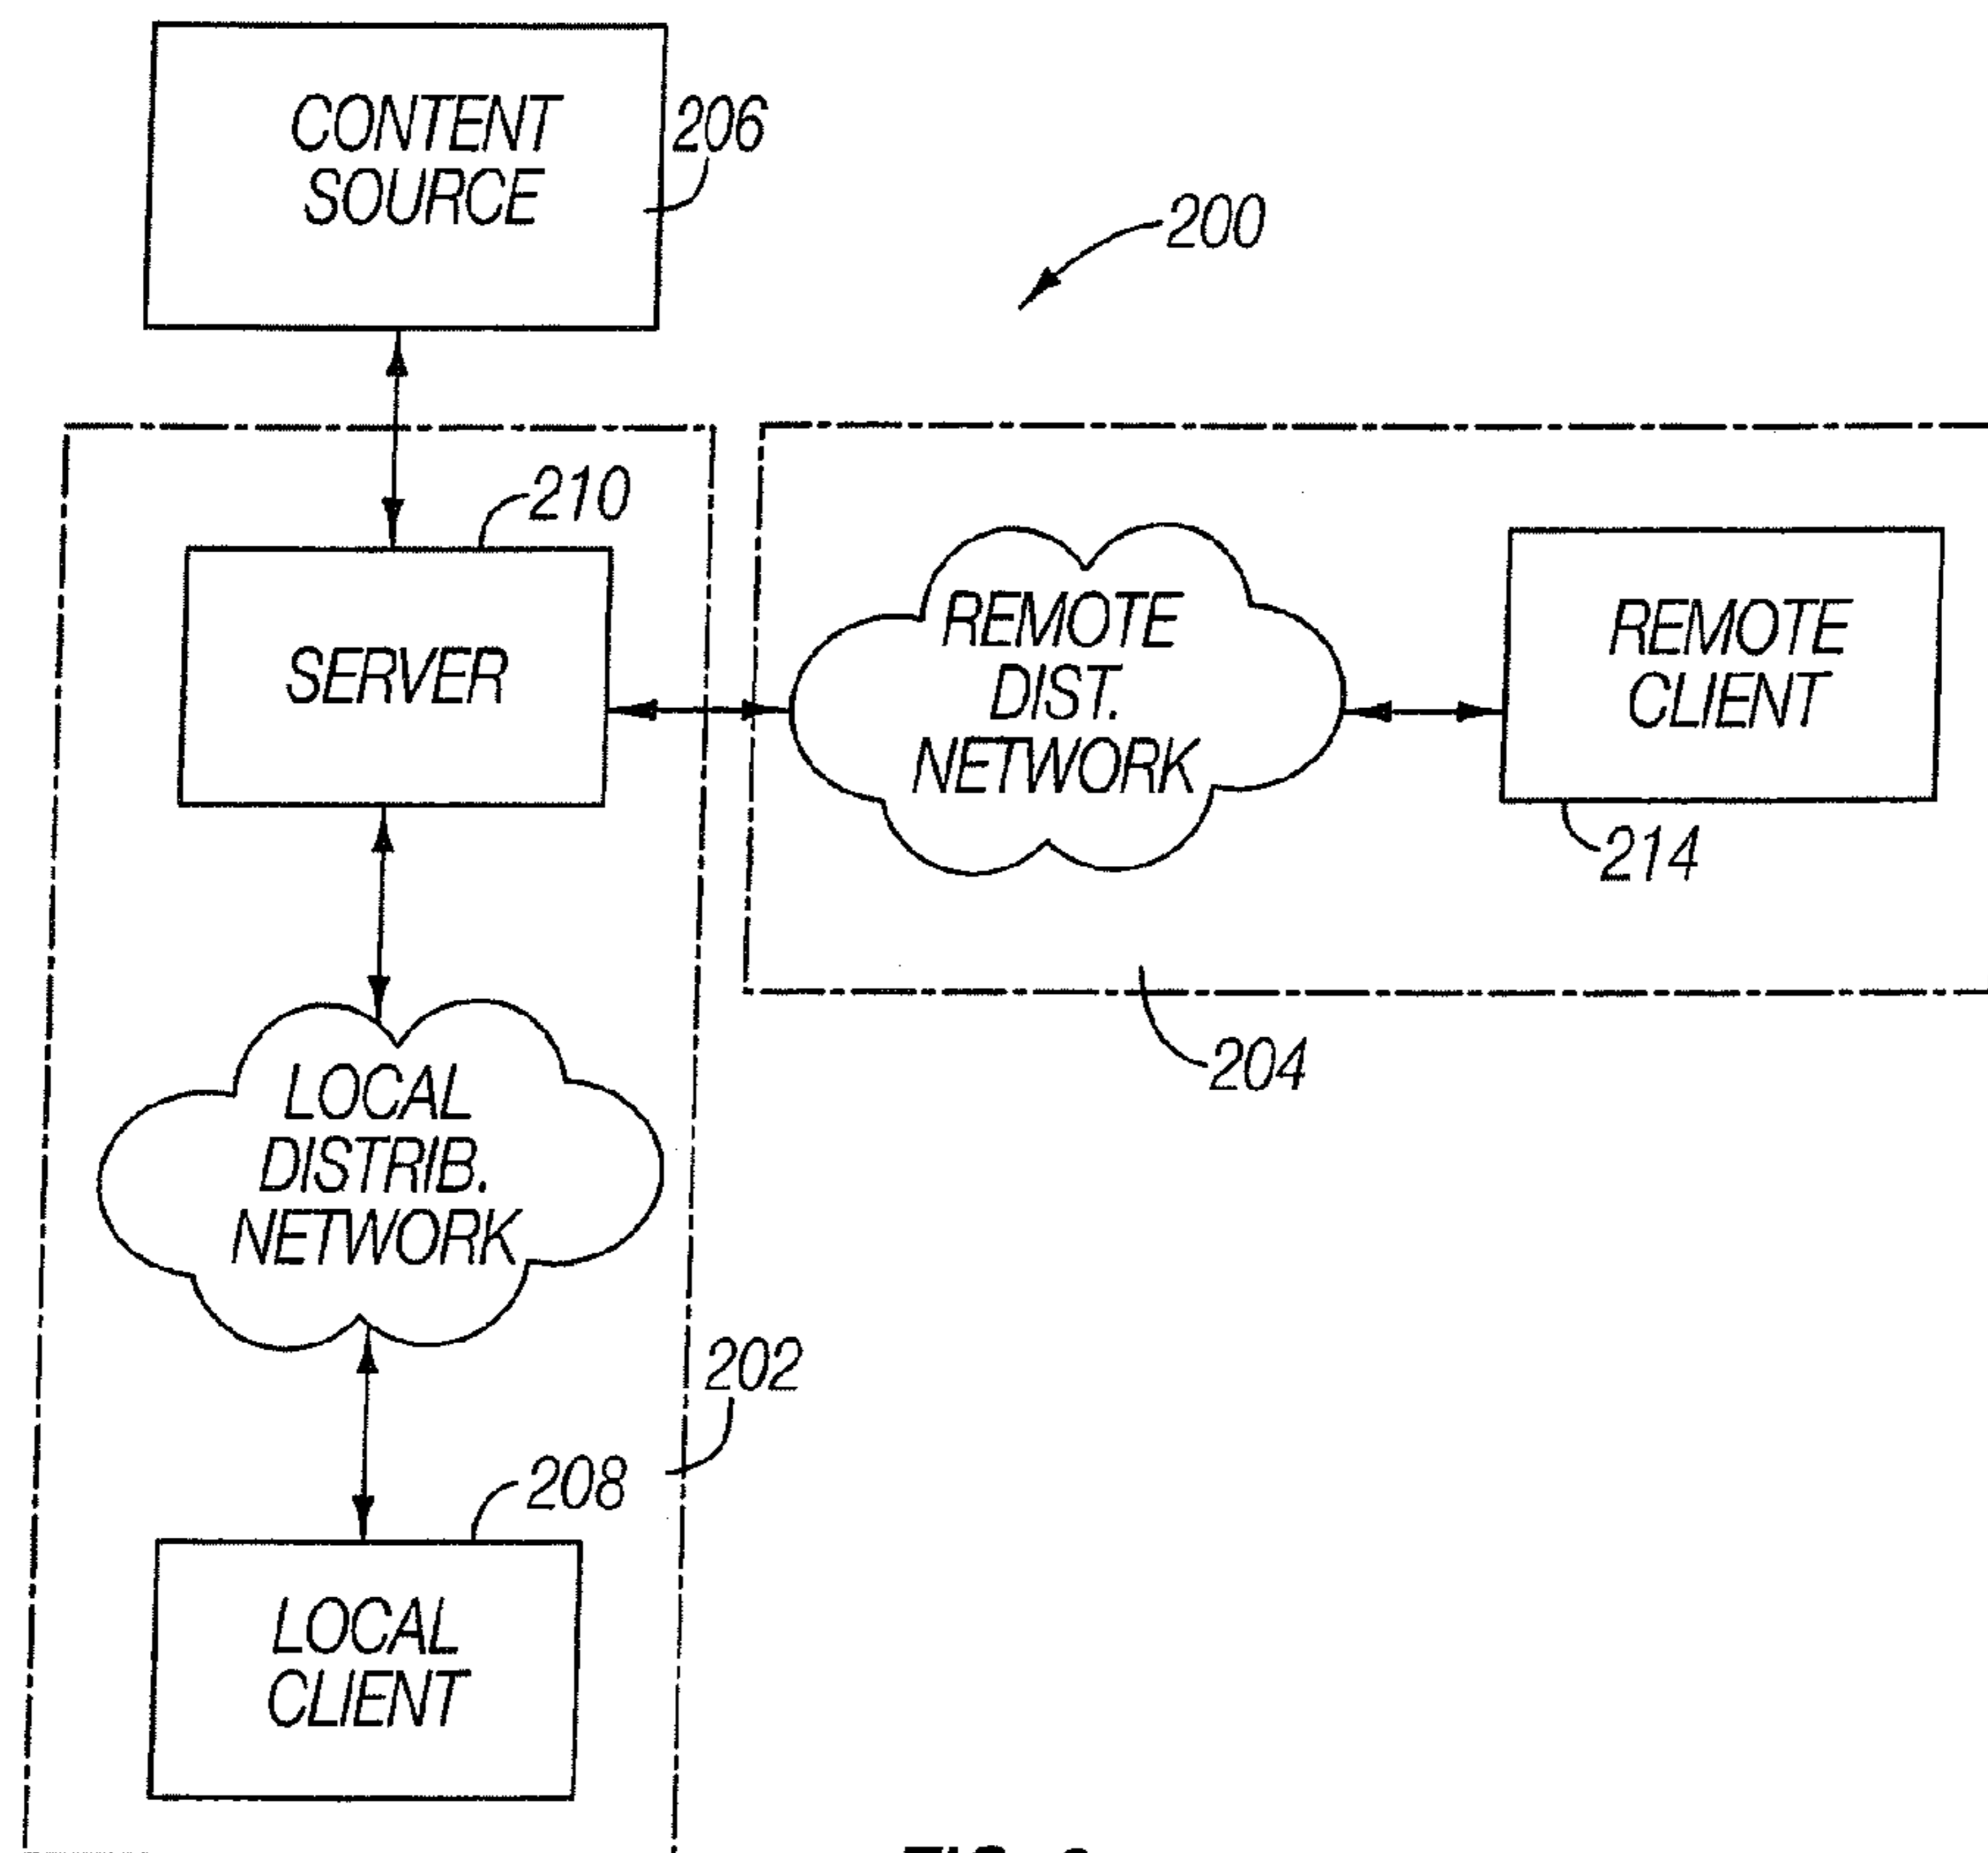 CONTENT
SOURCE
206
200
210
SERVER
REMOTE
DIST.
NETWORK
REMOTE
CLIENT
214
204
LOCAL
DISTRIB.
NETWORK
202
208
LOCAL
CLIENT